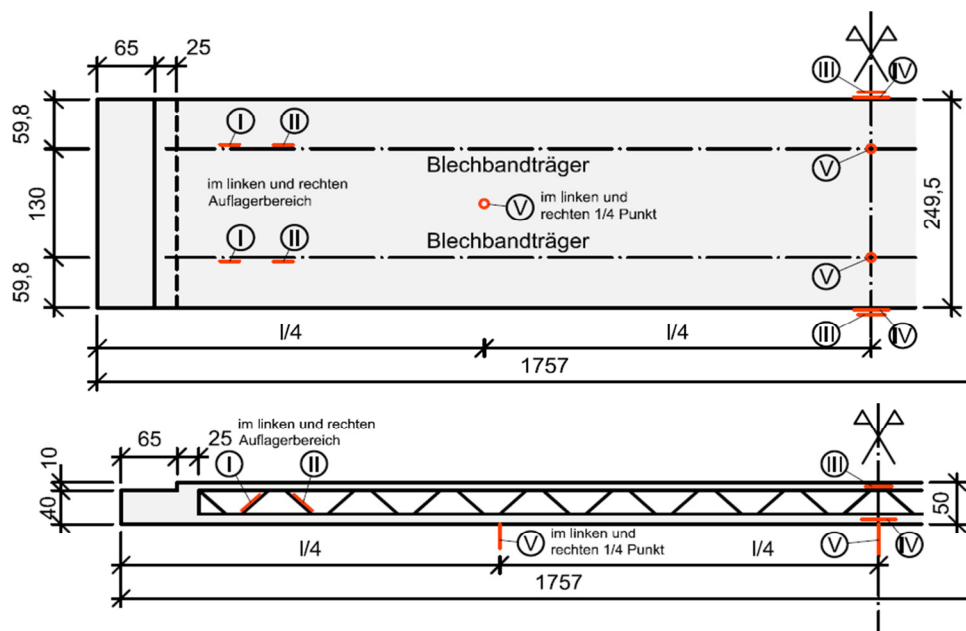 65
25
III
IV
59,8
I
II
Blechbandträger
V
im linken und rechten
Auflagerbereich
V
im linken und
rechten 1/4 Punkt
130
249,5
Blechbandträger
I
II
V
59,8
III
IV
l/4
l/4
1757
im linken und rechten
Auflagerbereich
65
25
I
II
III
10
40
50
V
im linken und
rechten 1/4 Punkt
V
IV
l/4
l/4
1757